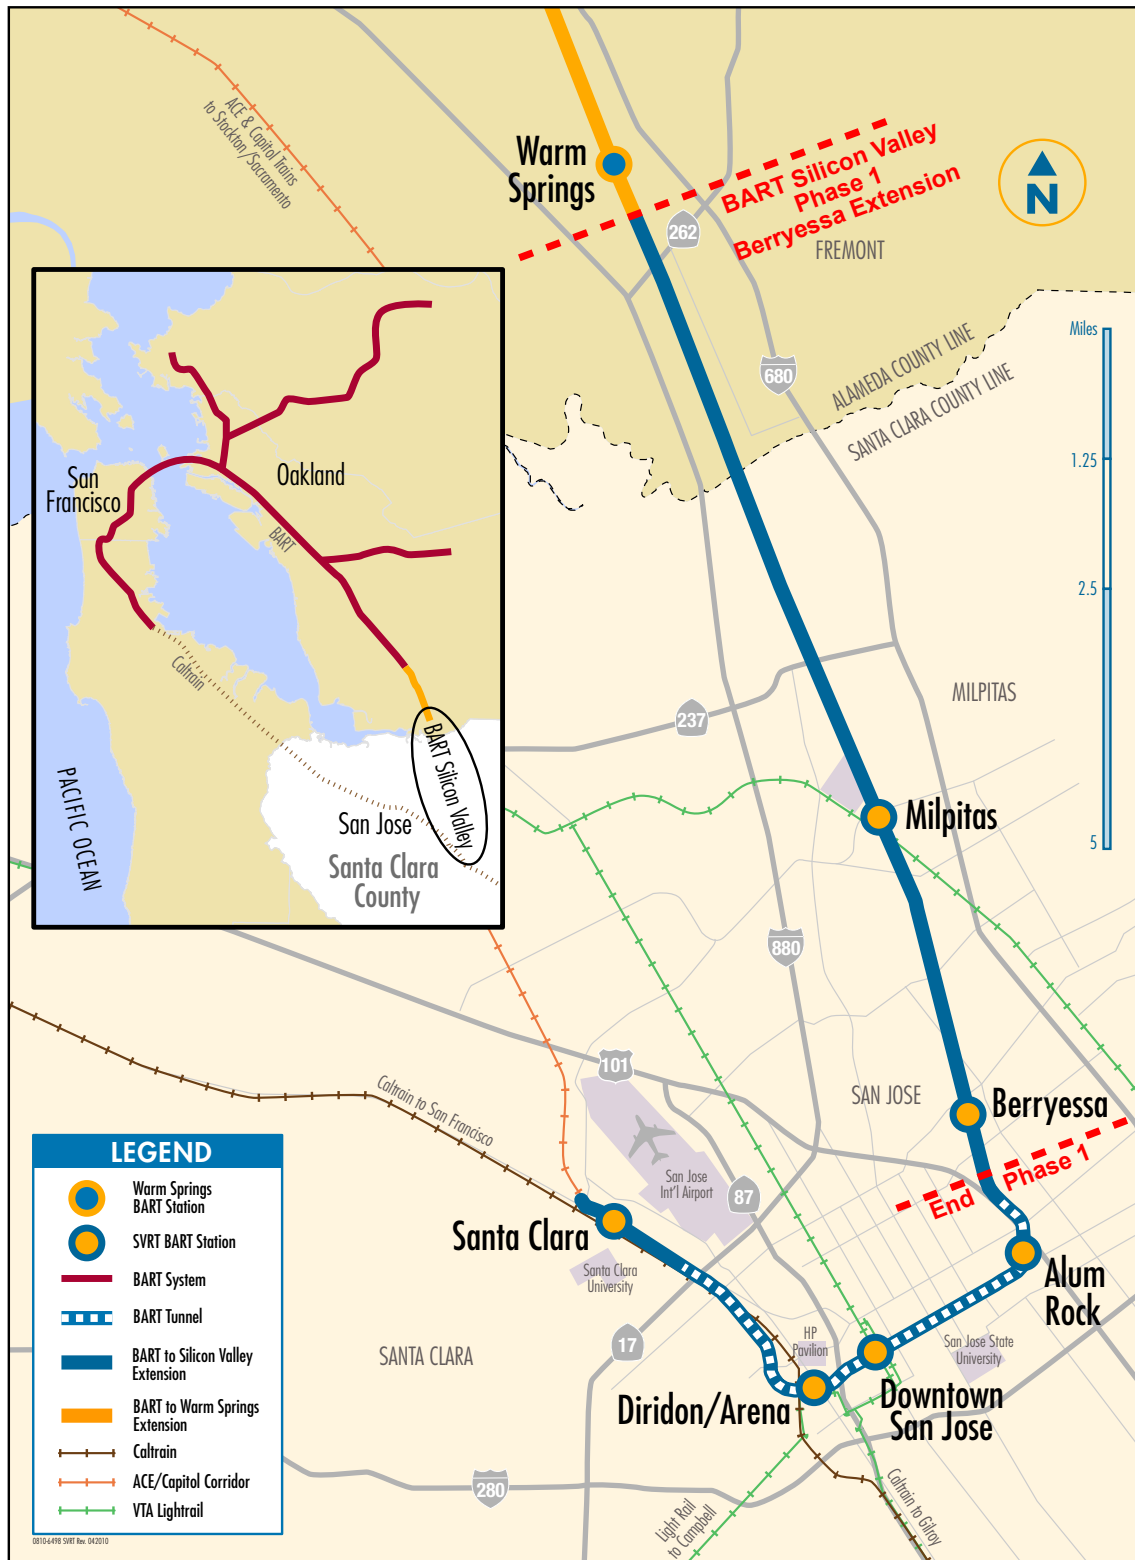 ACE & Capitol Trains
to Stockton/Sacramento
Warm
Springs
BART Silicon Valley
Phase 1
Berryessa Extension
N
262
FREMONT
680
ALAMEDA COUNTY LINE
SANTA CLARA COUNTY LINE
Miles
1.25
2.5
5
San
Francisco
Oakland
BART
Caltrain
PACIFIC OCEAN
BART Silicon Valley
San Jose
Santa Clara
County
237
MILPITAS
Milpitas
880
101
SAN JOSE
Berryessa
End Phase 1
Caltrain to San Francisco
San Jose
Int'l Airport
87
Santa Clara
Santa Clara
University
Alum
Rock
17
HP
Pavilion
San Jose State
University
SANTA CLARA
Diridon/Arena
Downtown
San Jose
280
Light Rail
to Campbell
Caltrain to Gilroy
LEGEND
Warm Springs
BART Station
SVRT BART Station
BART System
BART Tunnel
BART to Silicon Valley
Extension
BART to Warm Springs
Extension
Caltrain
ACE/Capitol Corridor
VTA Lightrail
0810-6498 SVRT Rev. 042010